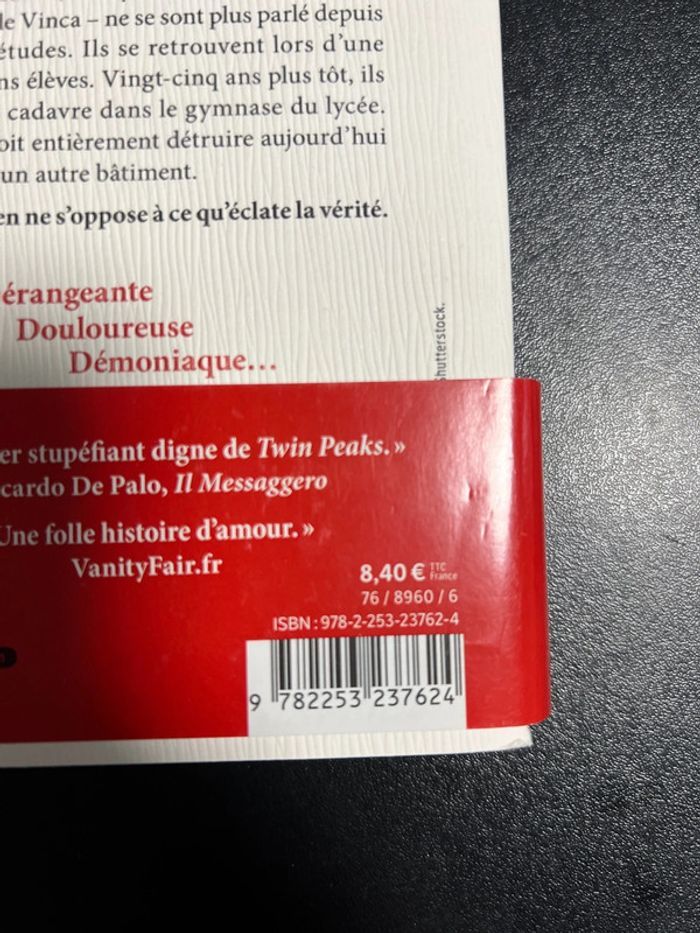 le Vinca – ne se sont plus parlé depuis
études. Ils se retrouvent lors d'une
ns élèves. Vingt-cinq ans plus tôt, ils
cadavre dans le gymnase du lycée.
oit entièrement détruire aujourd'hui
un autre bâtiment.
en ne s'oppose à ce qu'éclate la vérité.
érangeante
Douloureuse
Démoniaque…
hutterstock.
er stupéfiant digne de Twin Peaks. »
cardo De Palo, Il Messaggero
Une folle histoire d'amour. »
VanityFair.fr
8,40 € TTC France
76 / 8960 / 6
ISBN : 978-2-253-23762-4
9 782253 237624